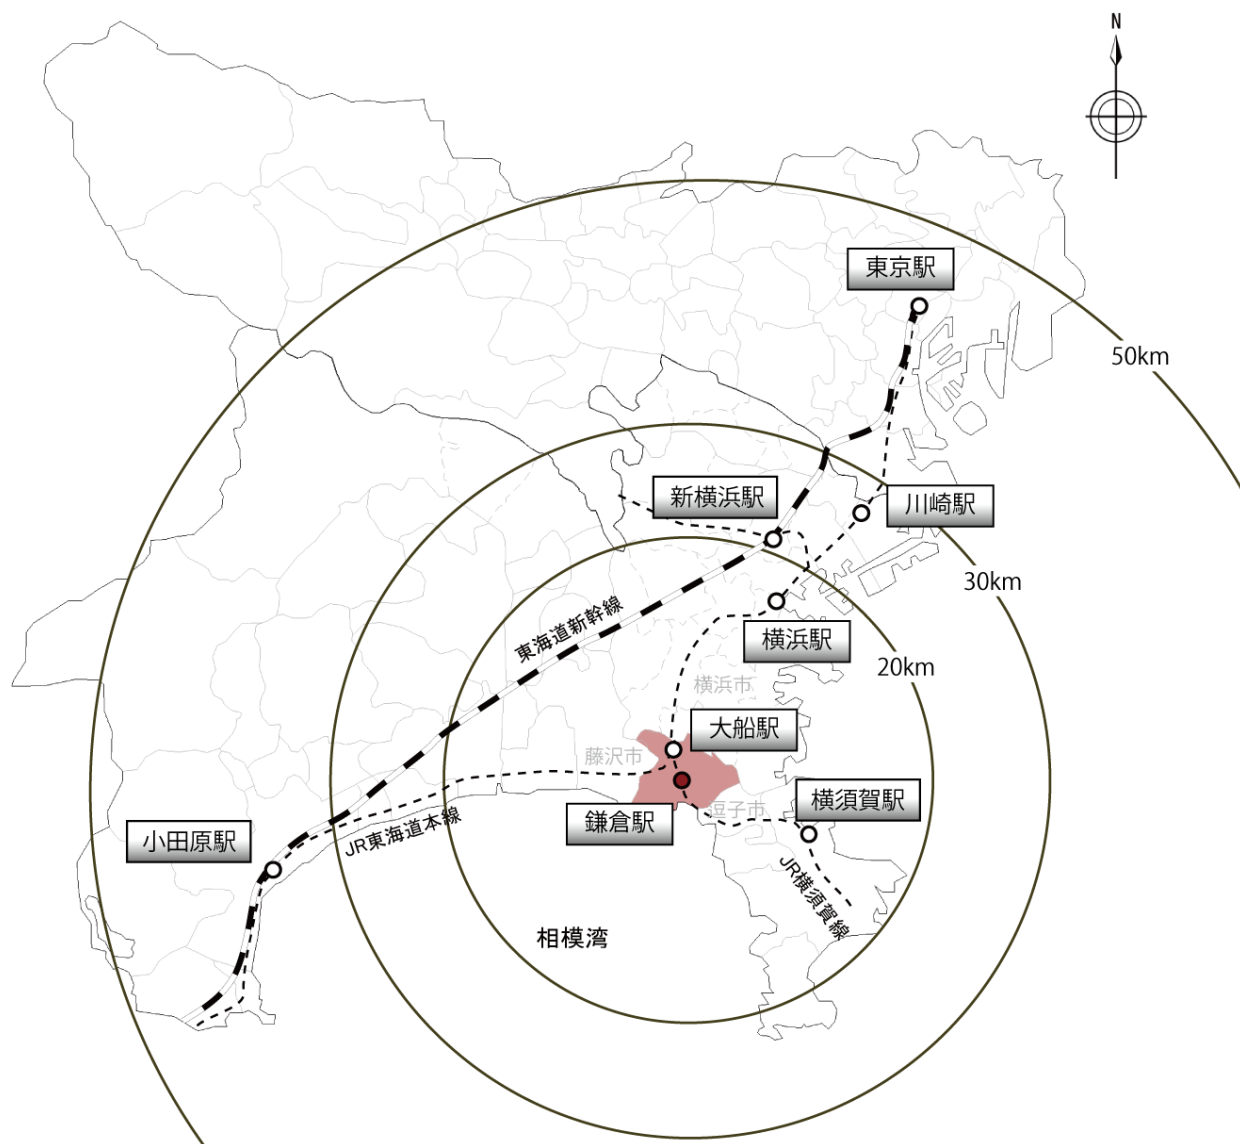 N
東京駅
50km
新横浜駅
川崎駅
30km
東海道新幹線
横浜駅
20km
横浜市
大船駅
藤沢市
横須賀駅
逗子市
鎌倉駅
小田原駅
JR東海道本線
JR横須賀線
相模湾